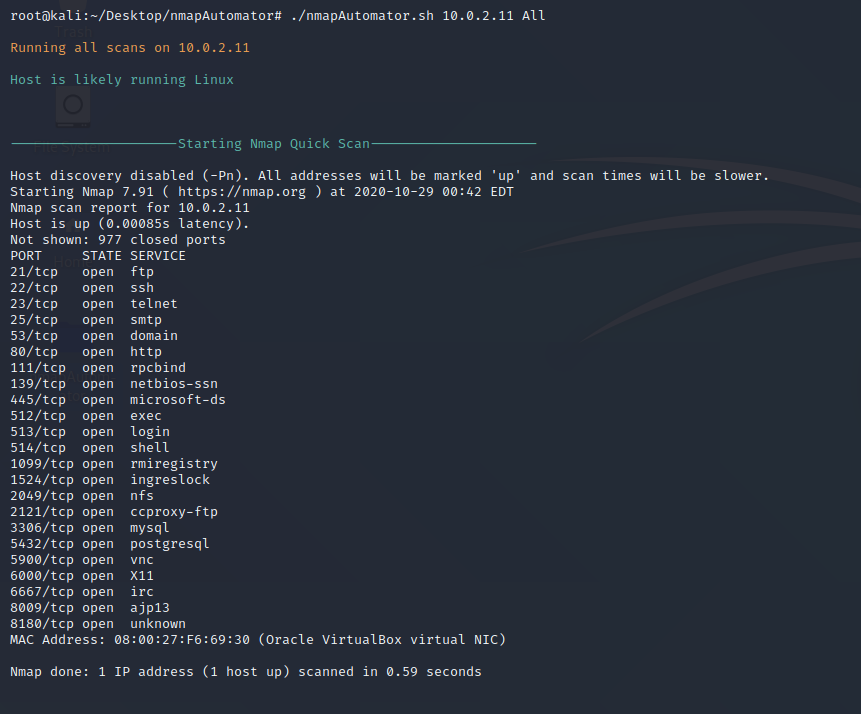 root@kali:~/Desktop/nmapAutomator# ./nmapAutomator.sh 10.0.2.11 All
Running all scans on 10.0.2.11
Host is likely running Linux
Starting Nmap Quick Scan
Host discovery disabled (-Pn). All addresses will be marked 'up' and scan times will be slower.
Starting Nmap 7.91 ( https://nmap.org ) at 2020-10-29 00:42 EDT
Nmap scan report for 10.0.2.11
Host is up (0.00085s latency).
Not shown: 977 closed ports
PORT     STATE SERVICE
21/tcp   open  ftp
22/tcp   open  ssh
23/tcp   open  telnet
25/tcp   open  smtp
53/tcp   open  domain
80/tcp   open  http
111/tcp  open  rpcbind
139/tcp  open  netbios-ssn
445/tcp  open  microsoft-ds
512/tcp  open  exec
513/tcp  open  login
514/tcp  open  shell
1099/tcp open  rmiregistry
1524/tcp open  ingreslock
2049/tcp open  nfs
2121/tcp open  ccproxy-ftp
3306/tcp open  mysql
5432/tcp open  postgresql
5900/tcp open  vnc
6000/tcp open  X11
6667/tcp open  irc
8009/tcp open  ajp13
8180/tcp open  unknown
MAC Address: 08:00:27:F6:69:30 (Oracle VirtualBox virtual NIC)
Nmap done: 1 IP address (1 host up) scanned in 0.59 seconds
Trash
File System